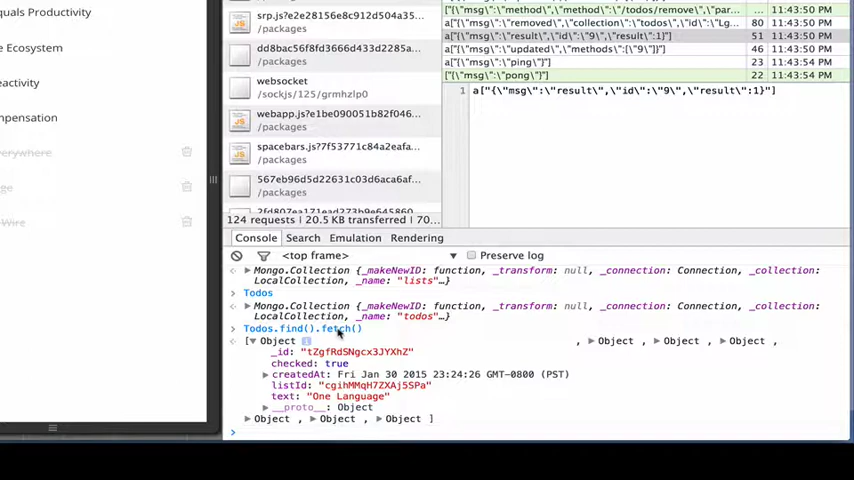 quals Productivity
e Ecosystem
eactivity
mpensation
verywhere
ge
Wire
srp.js?e2e28156e8c912d504a35...
/packages
dd8bac56f8fd3666d433d2285a...
/packages
websocket
/sockjs/125/grmhzlp0
webapp.js?e1be090051b82f046...
/packages
spacebars.js?7f53771c84a2eafa...
/packages
567eb96d5d22631c03d6aca6af...
/packages
2fd807ea171ead273b9e645860
124 requests | 20.5 KB transferred | 70...
["{\"msg\":\"method\",\"method\":\"/todos/remove\",\"par... ... 11:43:50 PM
a["{\"msg\":\"removed\",\"collection\":\"todos\",\"id\":\"Lg... 80 11:43:50 PM
a["{\"msg\":\"result\",\"id\":\"9\",\"result\":1}"] 51 11:43:50 PM
a["{\"msg\":\"updated\",\"methods\":[\"9\"]}"] 46 11:43:50 PM
a["{\"msg\":\"ping\"}"] 23 11:43:54 PM
["{\"msg\":\"pong\"}"] 22 11:43:54 PM
1 a["{\"msg\":\"result\",\"id\":\"9\",\"result\":1}"]
Console Search Emulation Rendering
<top frame> Preserve log
Mongo.Collection {_makeNewID: function, _transform: null, _connection: Connection, _collection:
LocalCollection, _name: "lists"…}
Todos
Mongo.Collection {_makeNewID: function, _transform: null, _connection: Connection, _collection:
LocalCollection, _name: "todos"…}
Todos.find().fetch()
[ Object , Object , Object , Object ,
_id: "tZgfRdSNgcx3JYXhZ"
checked: true
createdAt: Fri Jan 30 2015 23:24:26 GMT-0800 (PST)
listId: "cgihMMqH7ZXAj5SPa"
text: "One Language"
__proto__: Object
Object , Object , Object ]